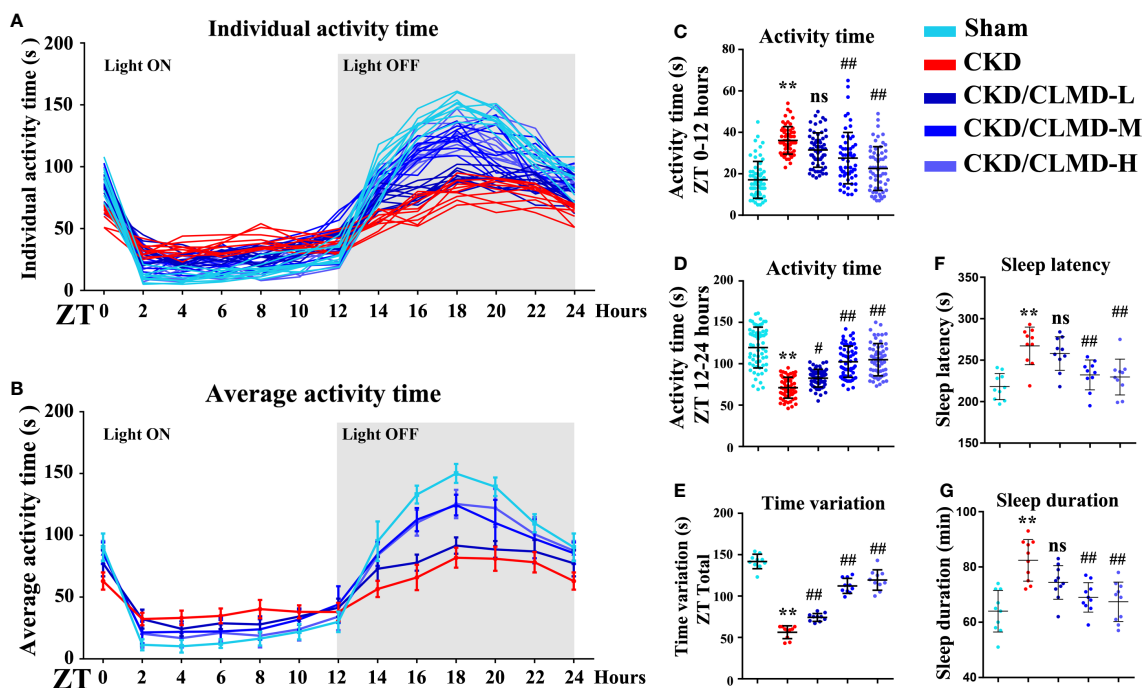 A
Individual activity time
Individual activity time (s)
Light ON
Light OFF
200
150
100
50
0
ZT 0 2 4 6 8 10 12 14 16 18 20 22 24 Hours
B
Average activity time
Average activity time (s)
Light ON
Light OFF
200
150
100
50
0
ZT 0 2 4 6 8 10 12 14 16 18 20 22 24 Hours
C
Activity time
Activity time (s)
ZT 0-12 hours
80
60
40
20
0
** ns ## ##
D
Activity time
Activity time (s)
ZT 12-24 hours
200
150
100
50
0
** # ## ##
E
Time variation
Time variation (s)
ZT Total
200
150
100
50
0
** ## ## ##
Sham
CKD
CKD/CLMD-L
CKD/CLMD-M
CKD/CLMD-H
F
Sleep latency
Sleep latency (s)
350
300
250
200
150
** ns ## ##
G
Sleep duration
Sleep duration (min)
100
80
60
40
** ns ## ##